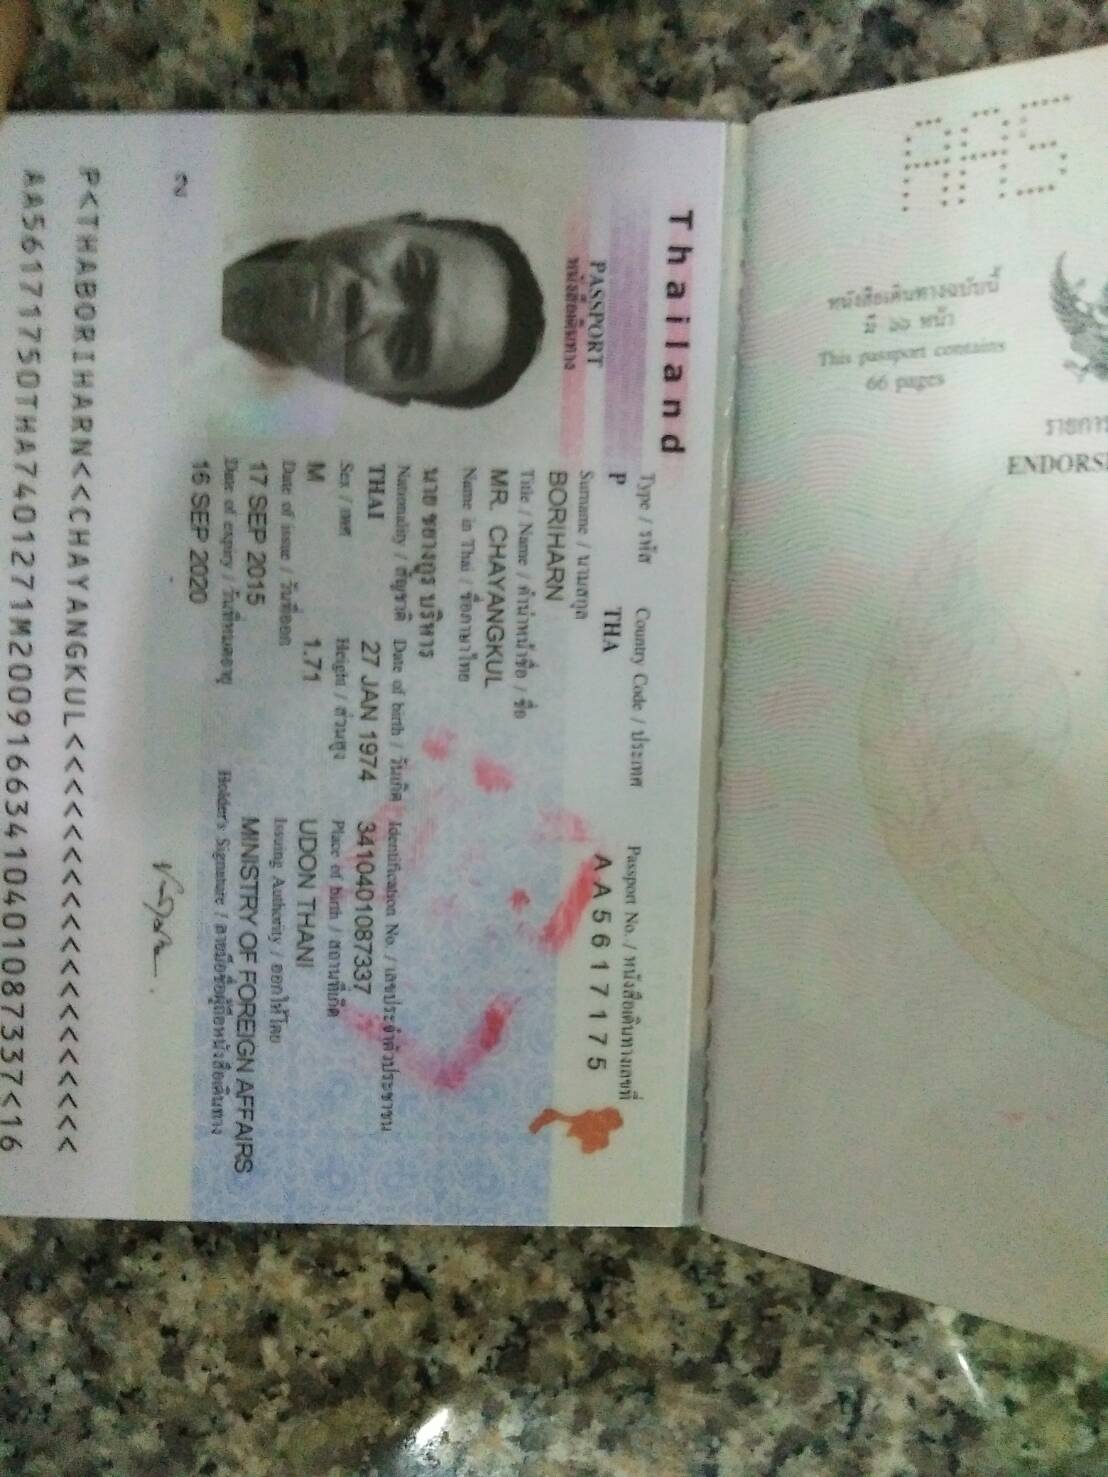 ราชการ
ENDORSE
หนังสือเดินทางฉบับนี้
มี ๖๖ หน้า
This passport contains
66 pages
Thailand
PASSPORT
หนังสือเดินทาง
Type / รหัส Country Code / ประเทศ Passport No. / หนังสือเดินทางเลขที่
P THA AA5617175
Surname / นามสกุล
BORIHARN
Title / Name / คำนำหน้าชื่อ / ชื่อ
MR. CHAYANGKUL
Name in Thai / ชื่อภาษาไทย
นาย ชยางกูร บริหาร
Nationality / สัญชาติ Date of birth / วันเกิด Identification No. / เลขประจำตัวประชาชน
THAI 27 JAN 1974 3410401087337
Sex / เพศ Height / ส่วนสูง Place of birth / สถานที่เกิด
M 1.71 UDON THANI
Date of issue / วันที่ออก Issuing Authority / ออกให้โดย
17 SEP 2015 MINISTRY OF FOREIGN AFFAIRS
Date of expiry / วันที่หมดอายุ Holder's Signature / ลายมือชื่อผู้ถือหนังสือเดินทาง
16 SEP 2020
๒
P<THABORIHARN<<CHAYANGKUL<<<<<<<<<<<<<<<<<<<
AA56171750THA7401271M20091663410401087337<16